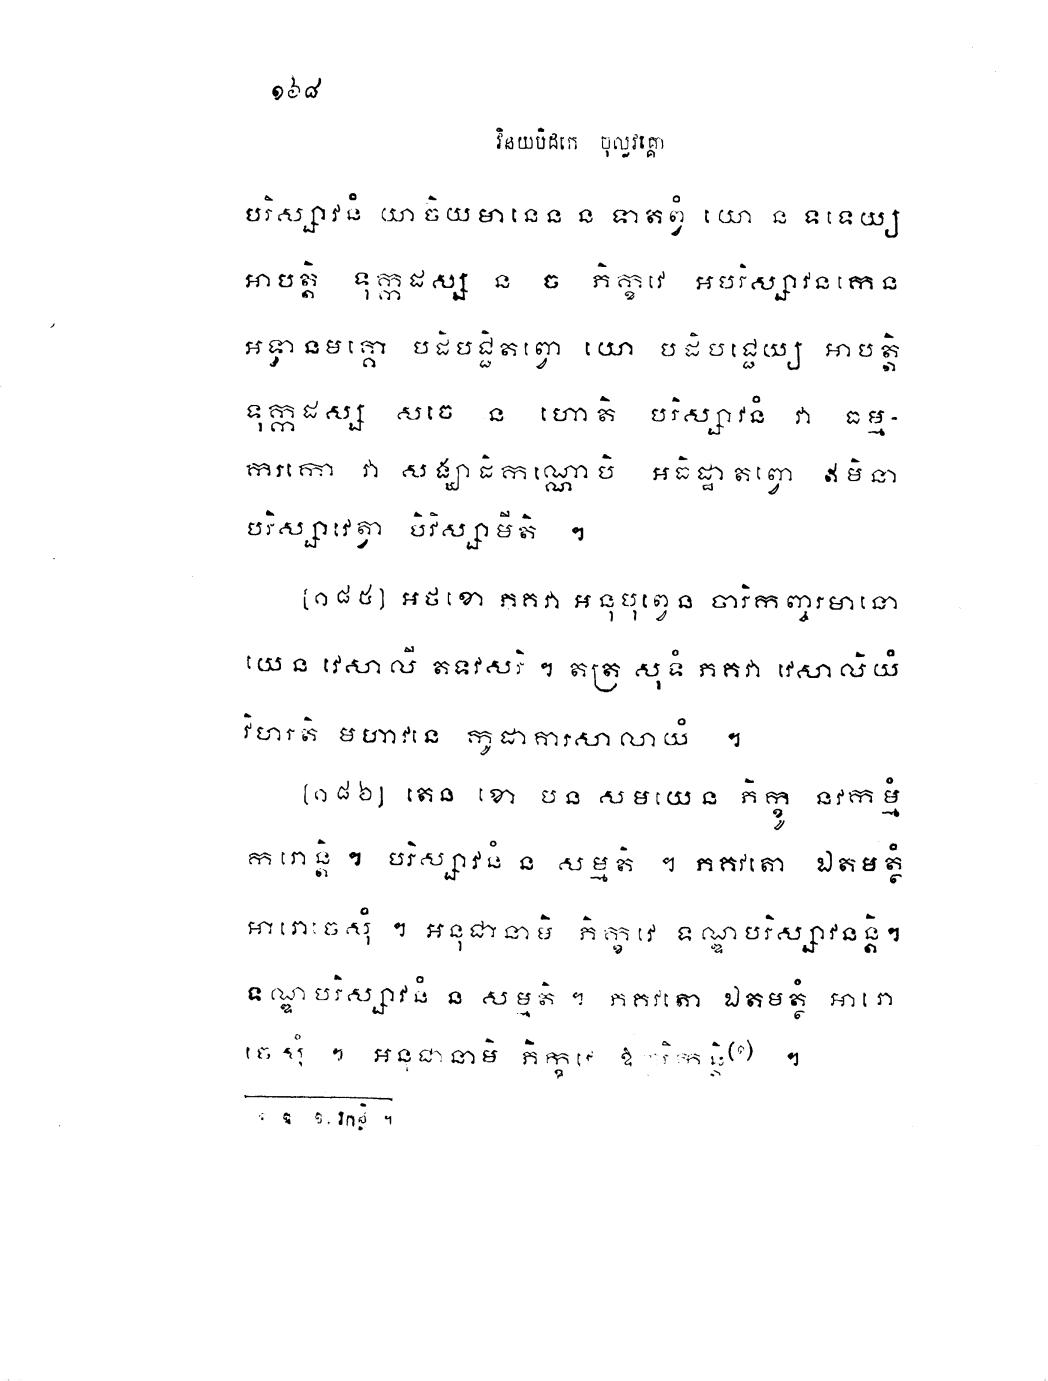 ១៦៨
វិនយបិដកេ ចុល្លវគ្គោ
បរិស្សាវនំ យាចិយមានេន ន ទាតព្វំ យោ ន ទទេយ្យ
អាបត្តិ ទុក្កដស្ស ន ច ភិក្ខវេ អបរិស្សាវនកេន
អទ្ធានមគ្គោ បដិបជ្ជិតព្វោ យោ បដិបជ្ជេយ្យ អាបត្តិ
ទុក្កដស្ស សចេ ន ហោតិ បរិស្សាវនំ វា ធម្ម-
ករកោ វា សង្ឃាដិកណ្ណោបិ អធិដ្ឋាតព្វោ ឥមិនា
បរិស្សាវេត្វា បិវិស្សាមីតិ ។
[១៨៥] អថខោ ភគវា អនុបុព្វេន ចារិកញ្ចរមានោ
យេន វេសាលី តទវសរិ ។ តត្រ សុទំ ភគវា វេសាលិយំ
វិហរតិ មហាវនេ កូដាគារសាលាយំ ។
[១៨៦] តេន ខោ បន សមយេន ភិក្ខូ នវកម្មំ
ករោន្តិ ។ បរិស្សាវនំ ន សម្មតិ ។ ភគវតោ ឯតមត្ថំ
អារោចេសុំ ។ អនុជានាមិ ភិក្ខវេ ទណ្ឌបរិស្សាវនន្តិ។
ទណ្ឌបរិស្សាវនំ ន សម្មតិ ។ ភគវតោ ឯតមត្ថំ អារោ
ចេសុំ ។ អនុជានាមិ ភិក្ខវេ (១) ។